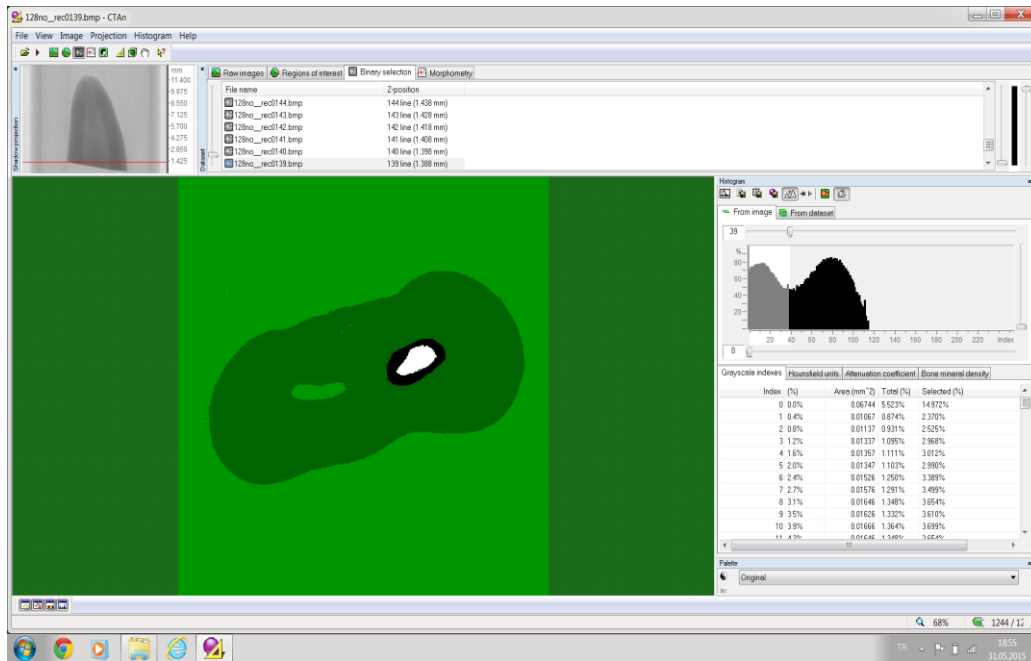 128no__rec0139.bmp - CTAn
File View Image Projection Histogram Help
Shadow projection
mm
11.400
9.975
8.550
7.125
5.700
4.275
2.850
1.425
Dataset
Raw images Regions of interest Binary selection Morphometry
File name Z-position
128no__rec0144.bmp 144 line (1.438 mm)
128no__rec0143.bmp 143 line (1.428 mm)
128no__rec0142.bmp 142 line (1.418 mm)
128no__rec0141.bmp 141 line (1.408 mm)
128no__rec0140.bmp 140 line (1.398 mm)
128no__rec0139.bmp 139 line (1.388 mm)
Histogram
From image From dataset
39
%
80
60
40
20
20 40 60 80 100 120 140 160 180 200 220 Index
0
Grayscale indexes Hounsfield units Attenuation coefficient Bone mineral density
Index (%) Area (mm^2) Total (%) Selected (%)
0 0.0% 0.06744 5.523% 14.972%
1 0.4% 0.01067 0.874% 2.370%
2 0.8% 0.01137 0.931% 2.525%
3 1.2% 0.01337 1.095% 2.968%
4 1.6% 0.01357 1.111% 3.012%
5 2.0% 0.01347 1.103% 2.990%
6 2.4% 0.01526 1.250% 3.389%
7 2.7% 0.01576 1.291% 3.499%
8 3.1% 0.01646 1.348% 3.654%
9 3.5% 0.01626 1.332% 3.610%
10 3.9% 0.01666 1.364% 3.699%
11 4.3% 0.01646 1.348% 3.654%
Palette
Original
68% 1244 / 12
TR
18:55
31.05.2015